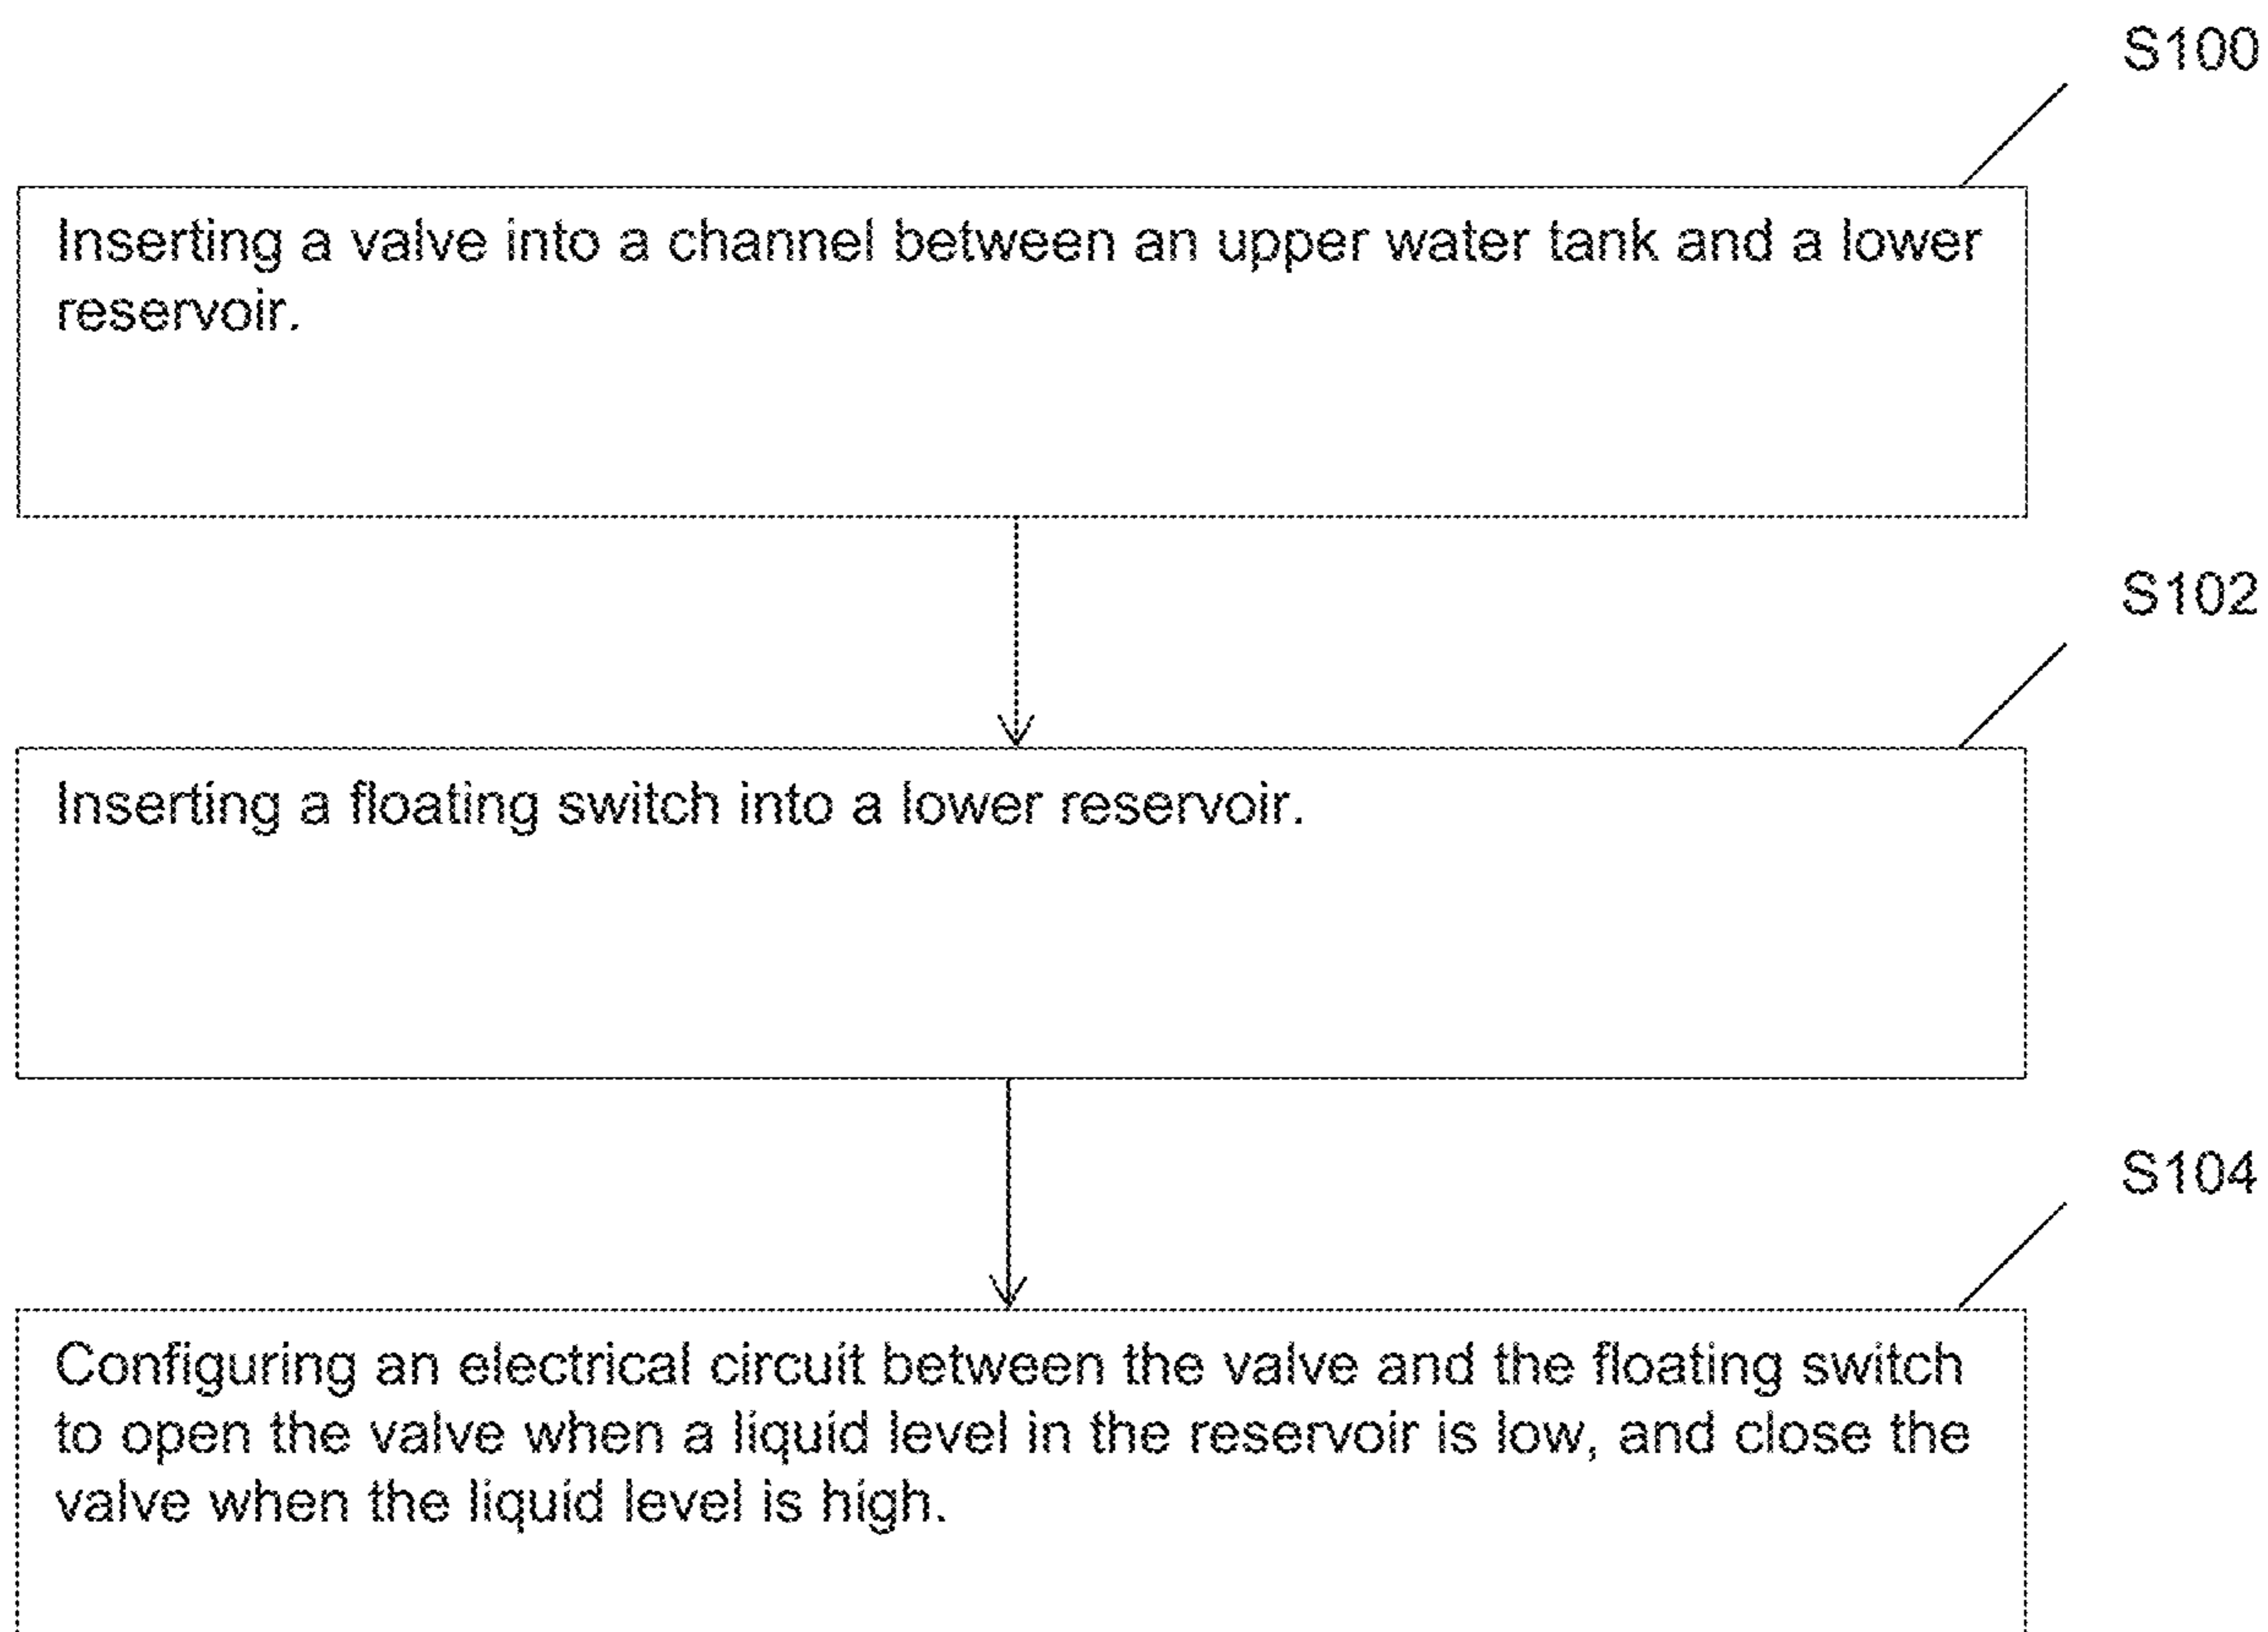 S100
Inserting a valve into a channel between an upper water tank and a lower
reservoir.
S102
Inserting a floating switch into a lower reservoir.
S104
Configuring an electrical circuit between the valve and the floating switch
to open the valve when a liquid level in the reservoir is low, and close the
valve when the liquid level is high.